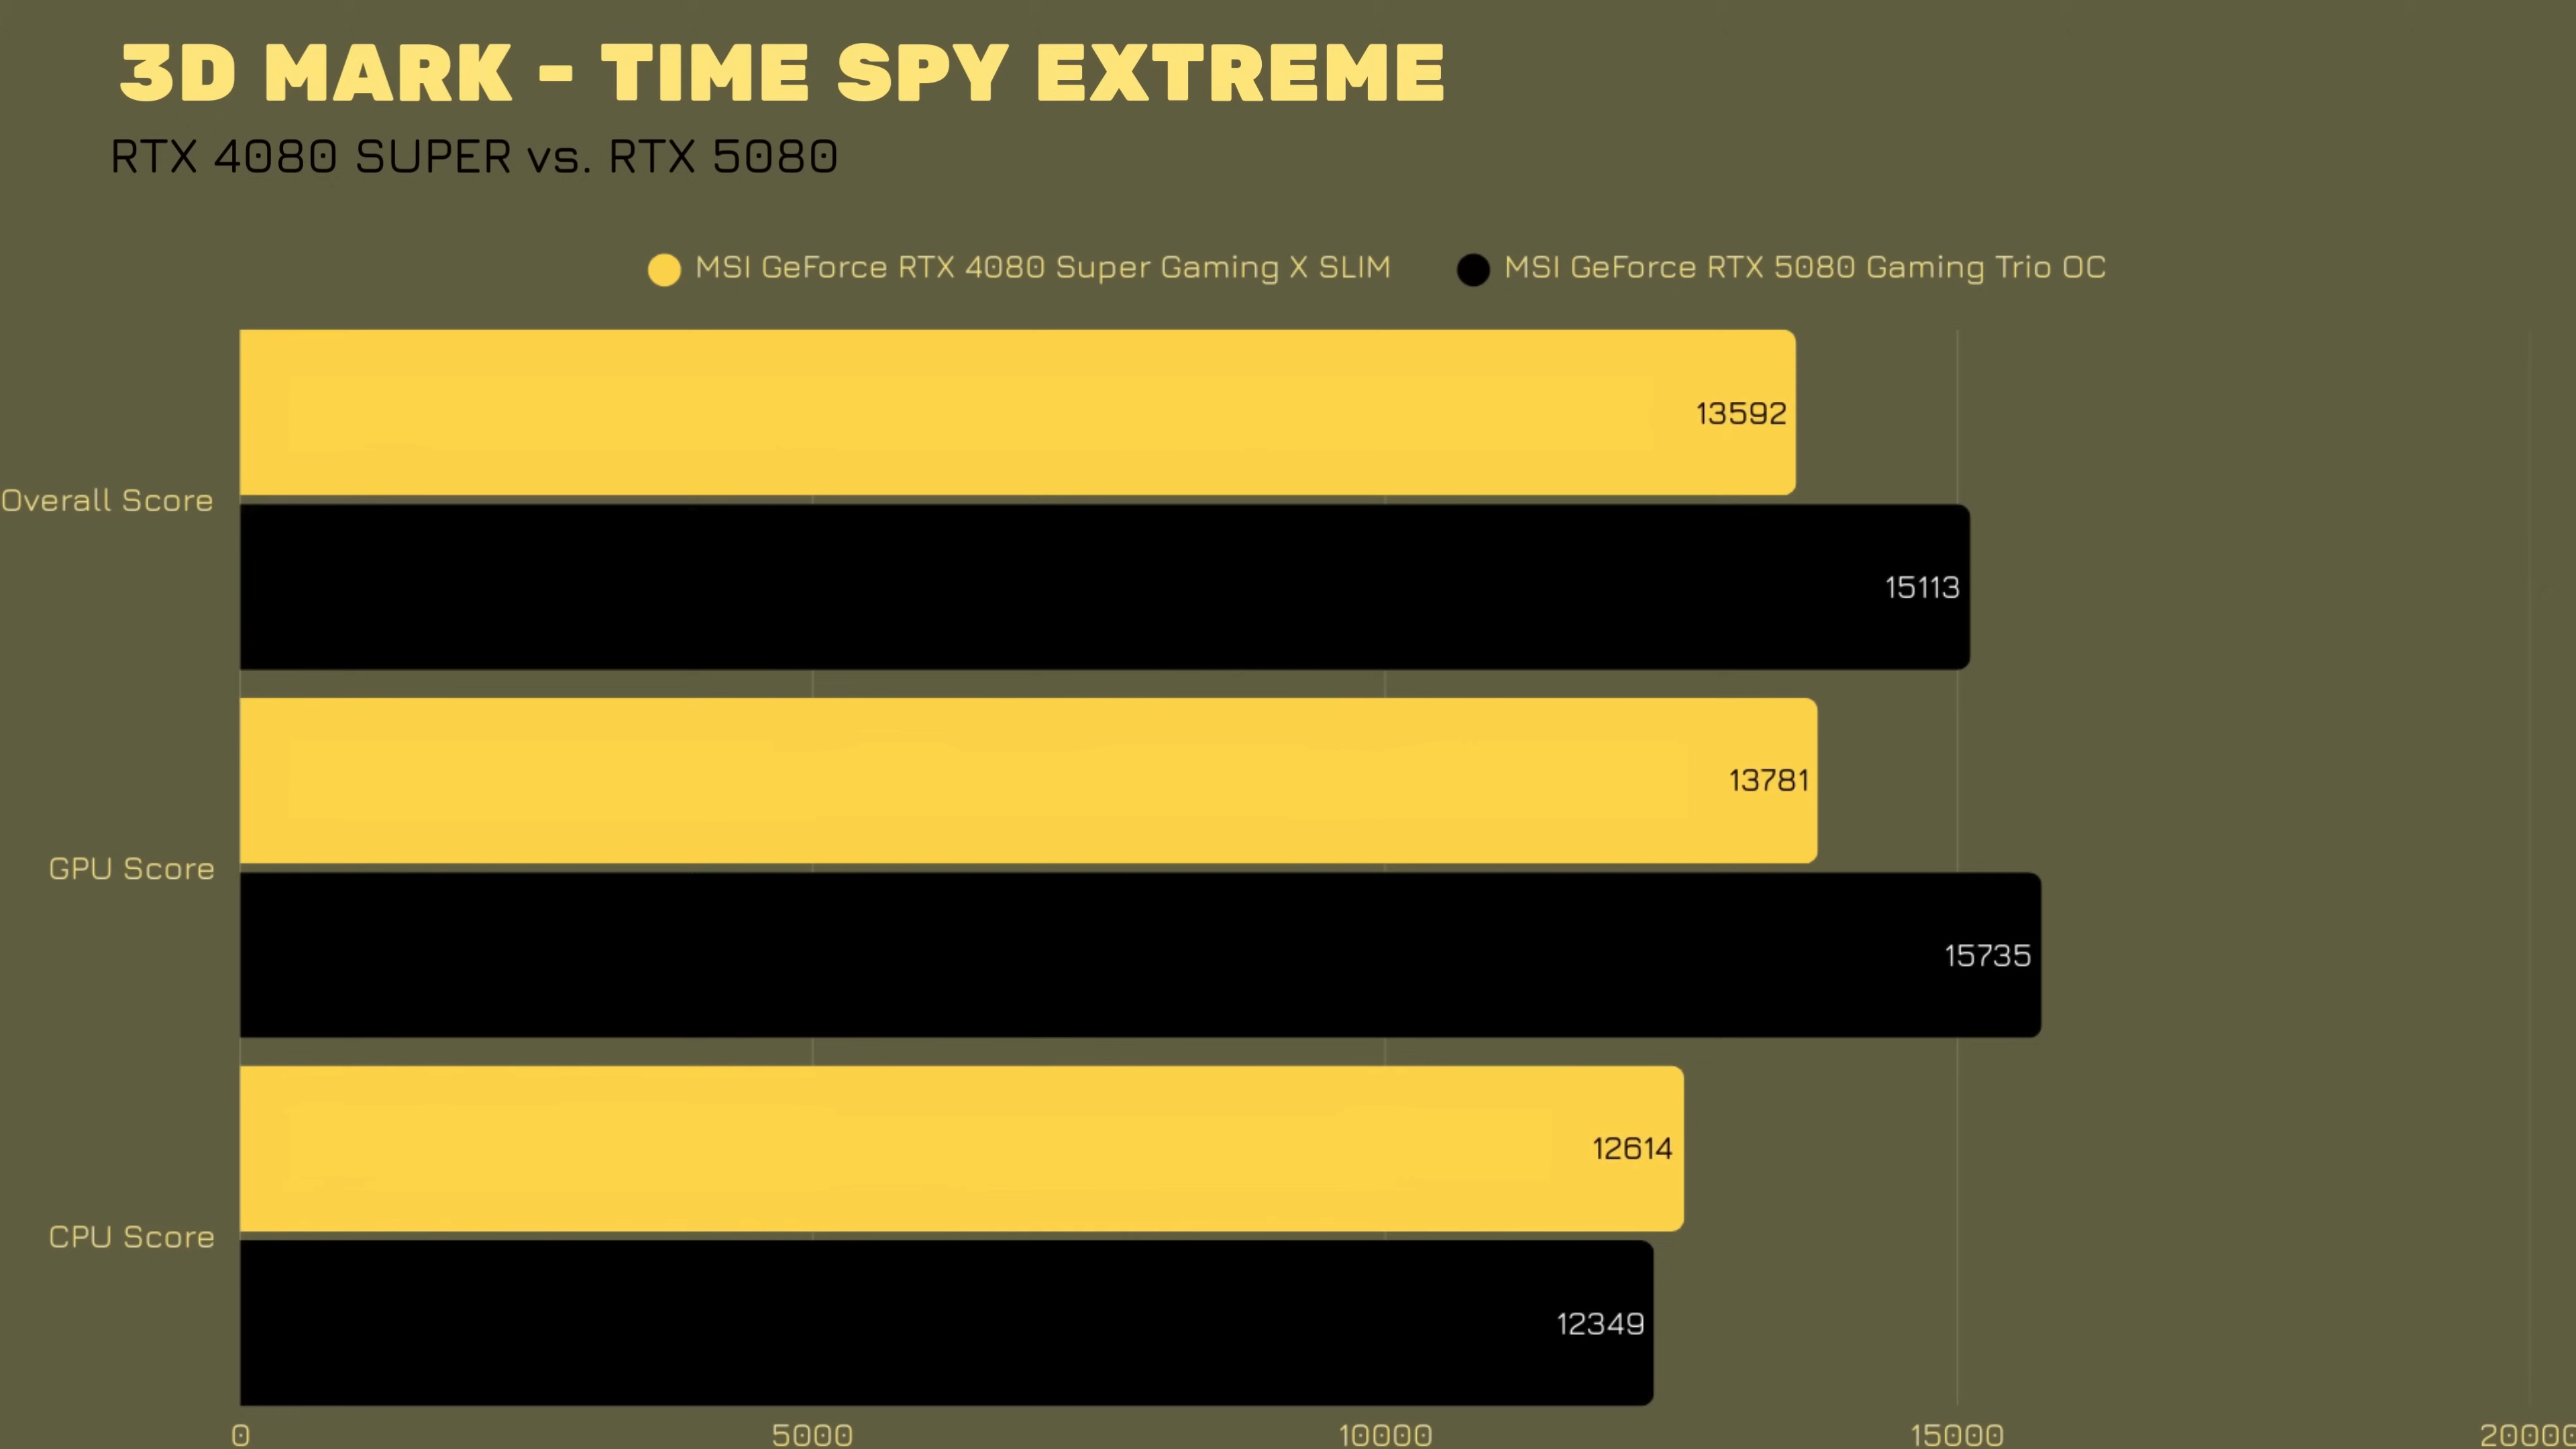 3D MARK - TIME SPY EXTREME
RTX 4080 SUPER vs. RTX 5080
MSI GeForce RTX 4080 Super Gaming X SLIM MSI GeForce RTX 5080 Gaming Trio OC
13592
Overall Score
15113
13781
GPU Score
15735
12614
CPU Score
12349
0 5000 10000 15000 20000